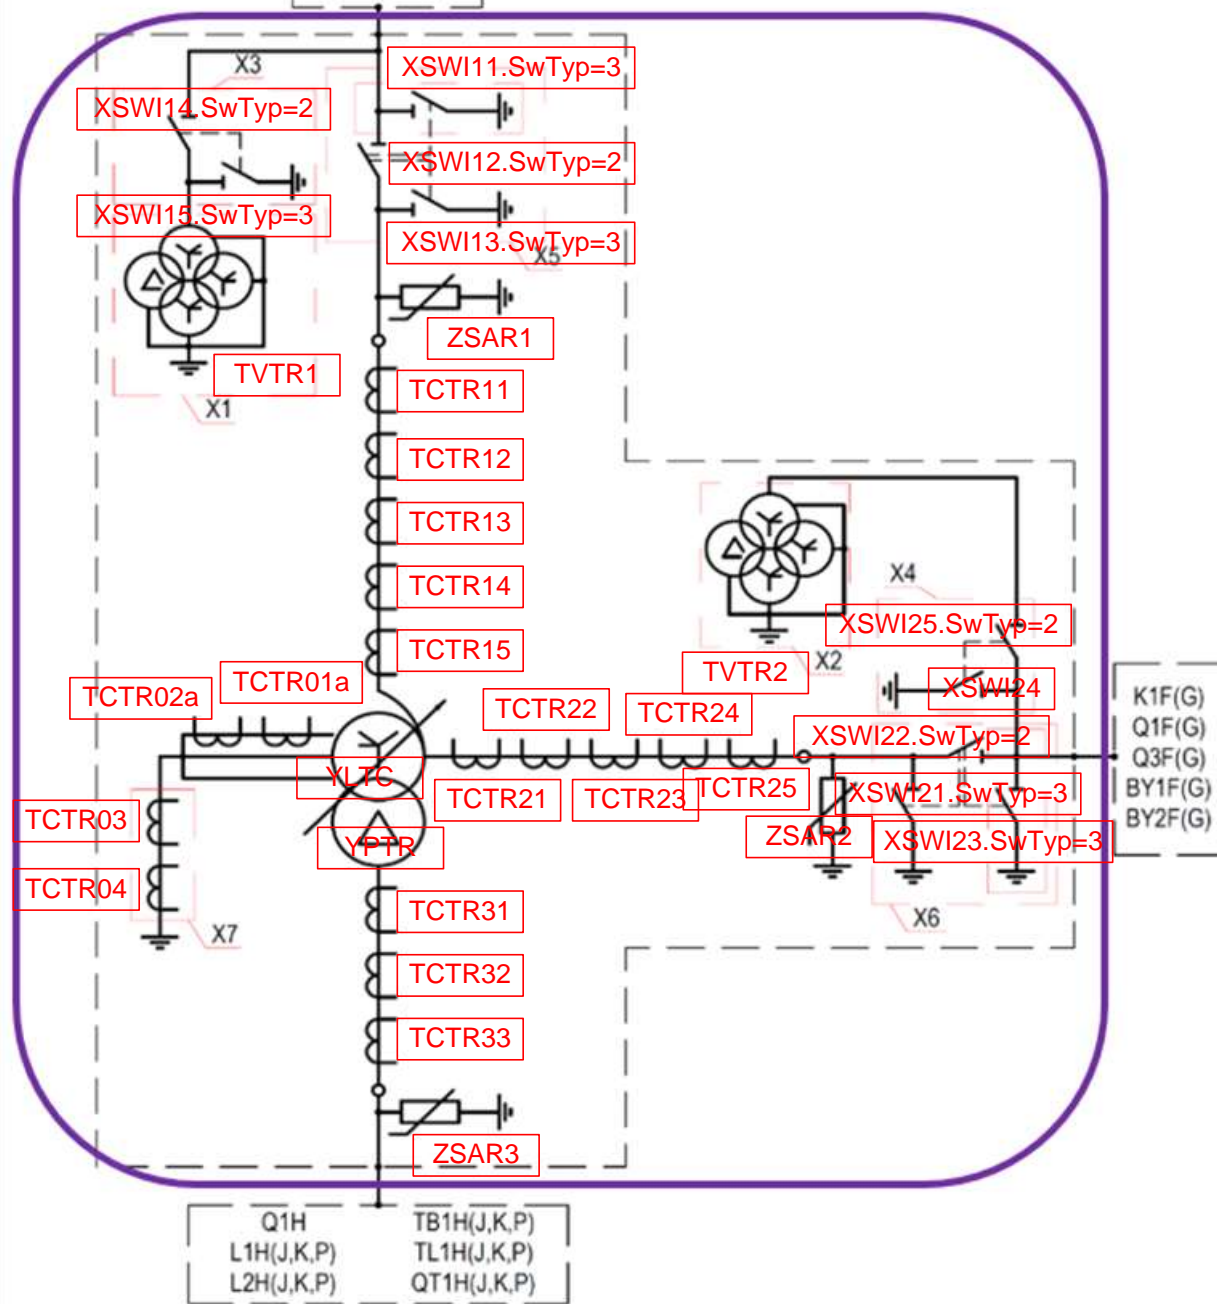 X3
XSWI11.SwTyp=3
XSWI14.SwTyp=2
XSWI12.SwTyp=2
XSWI15.SwTyp=3
XSWI13.SwTyp=3
X5
ZSAR1
TVTR1
X1
TCTR11
TCTR12
TCTR13
TCTR14
TCTR15
X4
XSWI25.SwTyp=2
X2
TVTR2
XSWI24
TCTR01a
TCTR02a
TCTR22
TCTR24
XSWI22.SwTyp=2
YLTC
TCTR21
TCTR23
TCTR25
XSWI21.SwTyp=3
ZSAR2
XSWI23.SwTyp=3
K1F(G)
Q1F(G)
Q3F(G)
BY1F(G)
BY2F(G)
TCTR03
YPTR
TCTR04
X7
X6
TCTR31
TCTR32
TCTR33
ZSAR3
Q1H TB1H(J,K,P)
L1H(J,K,P) TL1H(J,K,P)
L2H(J,K,P) QT1H(J,K,P)